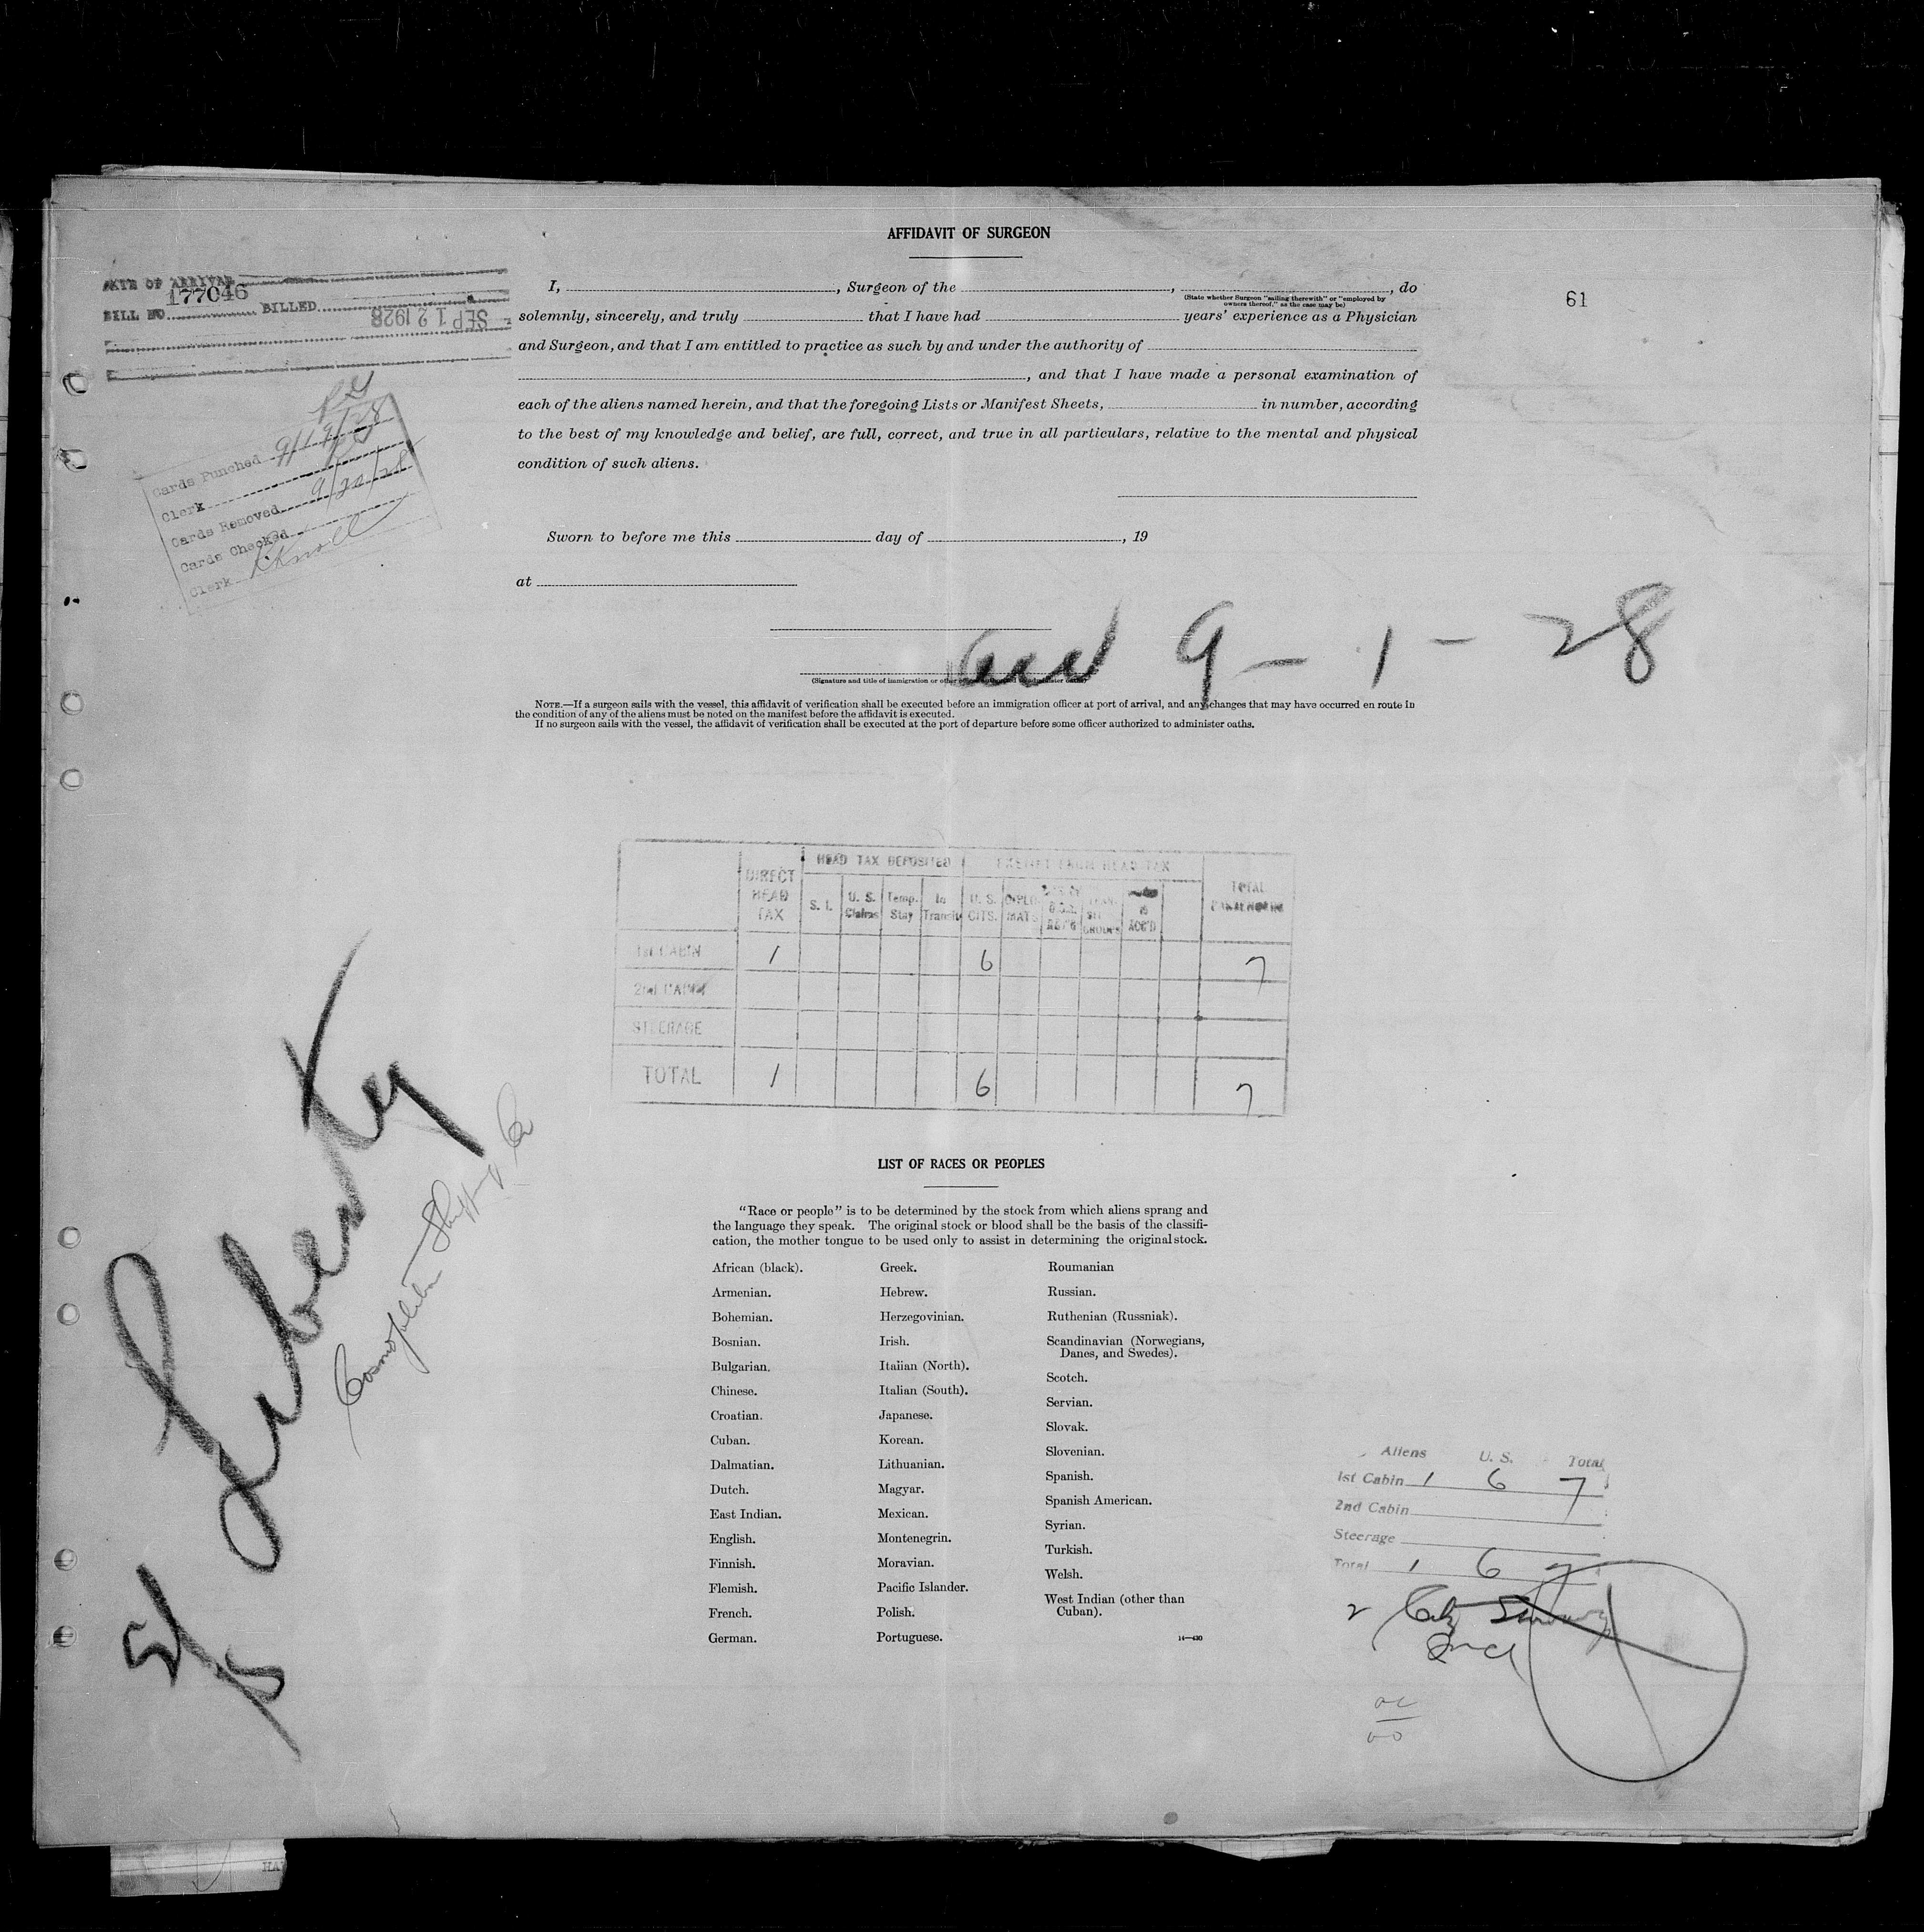 AFFIDAVIT OF SURGEON
DATE OF ARRIVAL
177046
BILL NO. BILLED
SEP 12 1928
61
I, , Surgeon of the , , do
(State whether Surgeon "sailing therewith" or "employed by
owners thereof," as the case may be)
solemnly, sincerely, and truly that I have had years' experience as a Physician
and Surgeon, and that I am entitled to practice as such by and under the authority of
, and that I have made a personal examination of
each of the aliens named herein, and that the foregoing Lists or Manifest Sheets, in number, according
to the best of my knowledge and belief, are full, correct, and true in all particulars, relative to the mental and physical
condition of such aliens.
Cards Punched 9/19/28
Clerk
Cards Removed 9/20/28
Cards Checked
Clerk Knoll
Sworn to before me this day of , 19
at
9-1-28
(Signature and title of immigration or other
NOTE.—If a surgeon sails with the vessel, this affidavit of verification shall be executed before an immigration officer at port of arrival, and any changes that may have occurred en route in
the condition of any of the aliens must be noted on the manifest before the affidavit is executed.
If no surgeon sails with the vessel, the affidavit of verification shall be executed at the port of departure before some officer authorized to administer oaths.
HEAD TAX DEPOSITED EXEMPT FROM HEAD TAX
DIRECT HEAD TAX S. I. U. S. Claims Temp. Stay In Transit U. S. CITS. DIPLO MATS TOTAL
1st CABIN 1 6 7
2nd CABIN
STEERAGE
TOTAL 1 6 7
S/S Liberty
Cosmopolitan Shipping Co
LIST OF RACES OR PEOPLES
"Race or people" is to be determined by the stock from which aliens sprang and
the language they speak. The original stock or blood shall be the basis of the classifi-
cation, the mother tongue to be used only to assist in determining the original stock.
African (black).
Armenian.
Bohemian.
Bosnian.
Bulgarian.
Chinese.
Croatian.
Cuban.
Dalmatian.
Dutch.
East Indian.
English.
Finnish.
Flemish.
French.
German.
Greek.
Hebrew.
Herzegovinian.
Irish.
Italian (North).
Italian (South).
Japanese.
Korean.
Lithuanian.
Magyar.
Mexican.
Montenegrin.
Moravian.
Pacific Islander.
Polish.
Portuguese.
Roumanian
Russian.
Ruthenian (Russniak).
Scandinavian (Norwegians,
Danes, and Swedes).
Scotch.
Servian.
Slovak.
Slovenian.
Spanish.
Spanish American.
Syrian.
Turkish.
Welsh.
West Indian (other than
Cuban).
14—430
Aliens U. S. Total
1st Cabin 1 6 7
2nd Cabin
Steerage
Total 1 6 7